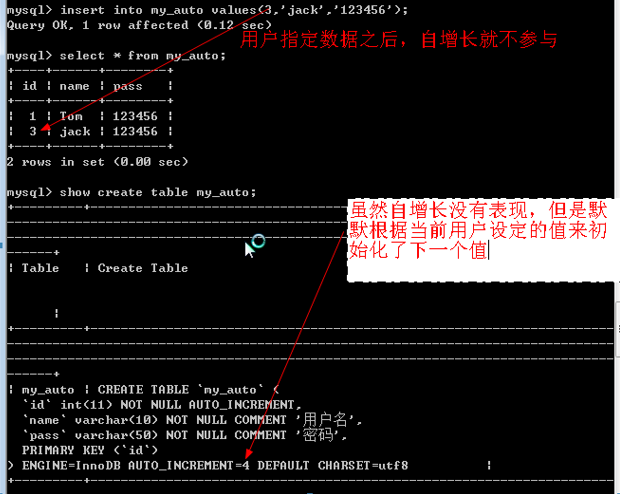 mysql> insert into my_auto values(3,'jack','123456');
Query OK, 1 row affected (0.12 sec)
用户指定数据之后，自增长就不参与
mysql> select * from my_auto;
+----+------+--------+
| id | name | pass   |
+----+------+--------+
|  1 | Tom  | 123456 |
|  3 | jack | 123456 |
+----+------+--------+
2 rows in set (0.00 sec)
mysql> show create table my_auto;
虽然自增长没有表现，但是默
默根据当前用户设定的值来初
始化了下一个值
| Table   | Create Table
|
| my_auto | CREATE TABLE `my_auto` (
`id` int(11) NOT NULL AUTO_INCREMENT,
`name` varchar(10) NOT NULL COMMENT '用户名',
`pass` varchar(50) NOT NULL COMMENT '密码',
PRIMARY KEY (`id`)
) ENGINE=InnoDB AUTO_INCREMENT=4 DEFAULT CHARSET=utf8 |